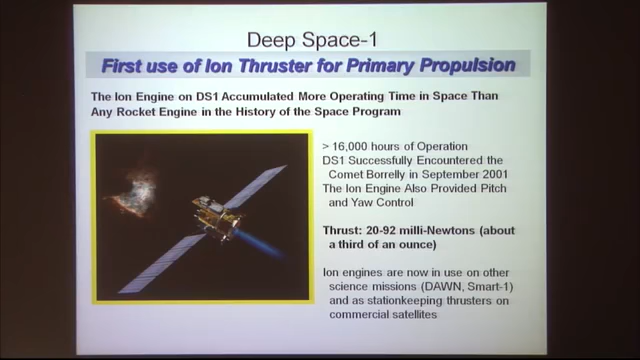 Deep Space-1
First use of Ion Thruster for Primary Propulsion
The Ion Engine on DS1 Accumulated More Operating Time in Space Than
Any Rocket Engine in the History of the Space Program
> 16,000 hours of Operation
DS1 Successfully Encountered the
Comet Borrelly in September 2001
The Ion Engine Also Provided Pitch
and Yaw Control
Thrust: 20-92 milli-Newtons (about
a third of an ounce)
Ion engines are now in use on other
science missions (DAWN, Smart-1)
and as stationkeeping thrusters on
commercial satellites